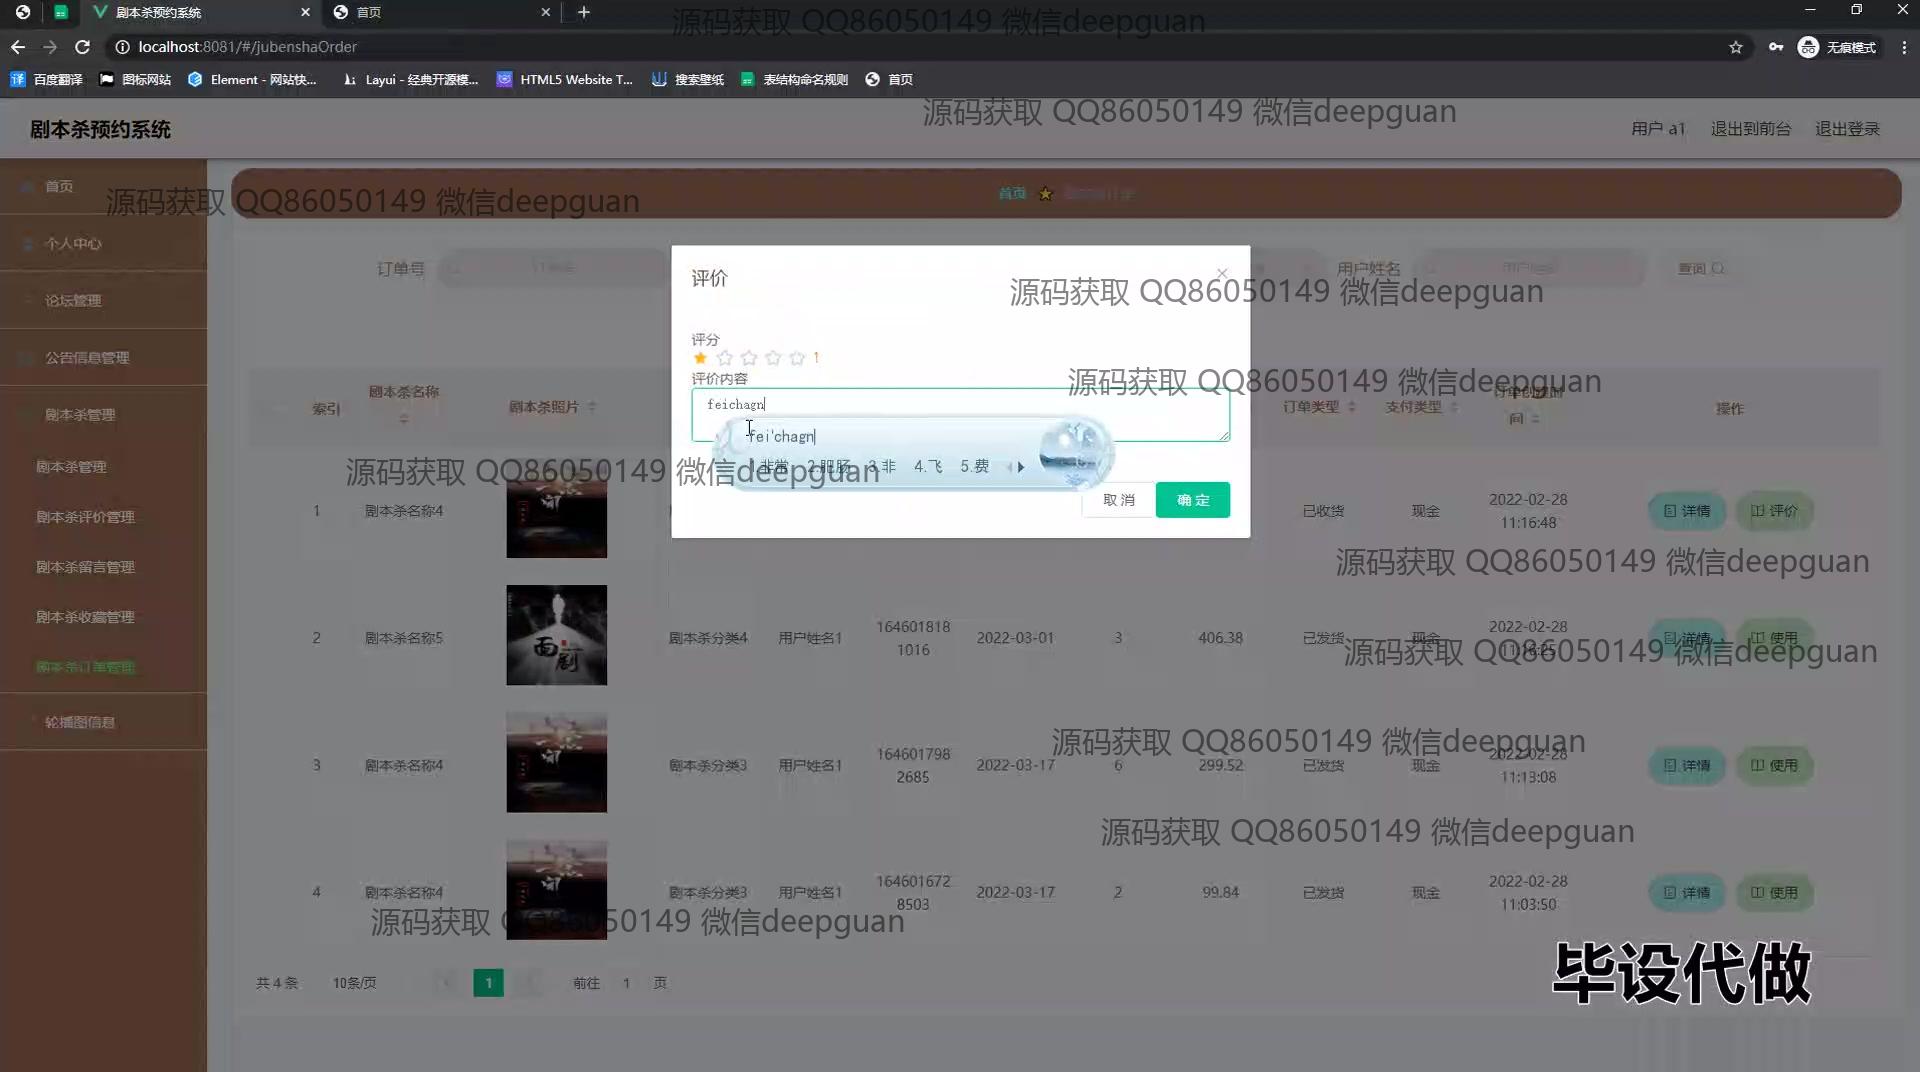 剧本杀预约系统
首页
localhost:8081/#/jubenshaOrder
无痕模式
百度翻译
图标网站
Element - 网站快...
Layui - 经典开源模...
HTML5 Website T...
搜索壁纸
表结构命名规则
首页
源码获取 QQ86050149 微信deepguan
源码获取 QQ86050149 微信deepguan
剧本杀预约系统
用户 a1
退出到前台
退出登录
首页
源码获取 QQ86050149 微信deepguan
首页
个人中心
论坛管理
公告信息管理
剧本杀管理
剧本杀管理
剧本杀评价管理
剧本杀留言管理
剧本杀收藏管理
剧本杀订单管理
轮播图信息
订单号
订单号
用户姓名
用户姓名
查询
评价
源码获取 QQ86050149 微信deepguan
评分
1
评价内容
源码获取 QQ86050149 微信deepguan
feichagn
fei'chagn
1.非常 2.肥肠 3.非 4.飞 5.费
源码获取 QQ86050149 微信deepguan
取 消
确 定
索引
剧本杀名称
剧本杀照片
订单类型
支付类型
订单创建时间
操作
1
剧本杀名称4
已收货
现金
2022-02-28
11:16:48
详情
评价
源码获取 QQ86050149 微信deepguan
2
剧本杀名称5
面
剧
剧本杀分类4
用户姓名1
164601818
1016
2022-03-01
3
406.38
已发货
现金
2022-02-28
详情
使用
源码获取 QQ86050149 微信deepguan
源码获取 QQ86050149 微信deepguan
3
剧本杀名称4
剧本杀分类3
用户姓名1
164601798
2685
2022-03-17
6
299.52
已发货
现金
2022-02-28
11:13:08
详情
使用
源码获取 QQ86050149 微信deepguan
4
剧本杀名称4
剧本杀分类3
用户姓名1
164601672
8503
2022-03-17
2
99.84
已发货
现金
2022-02-28
11:03:50
详情
使用
源码获取 QQ86050149 微信deepguan
毕设代做
共 4 条
10条/页
1
前往
1
页